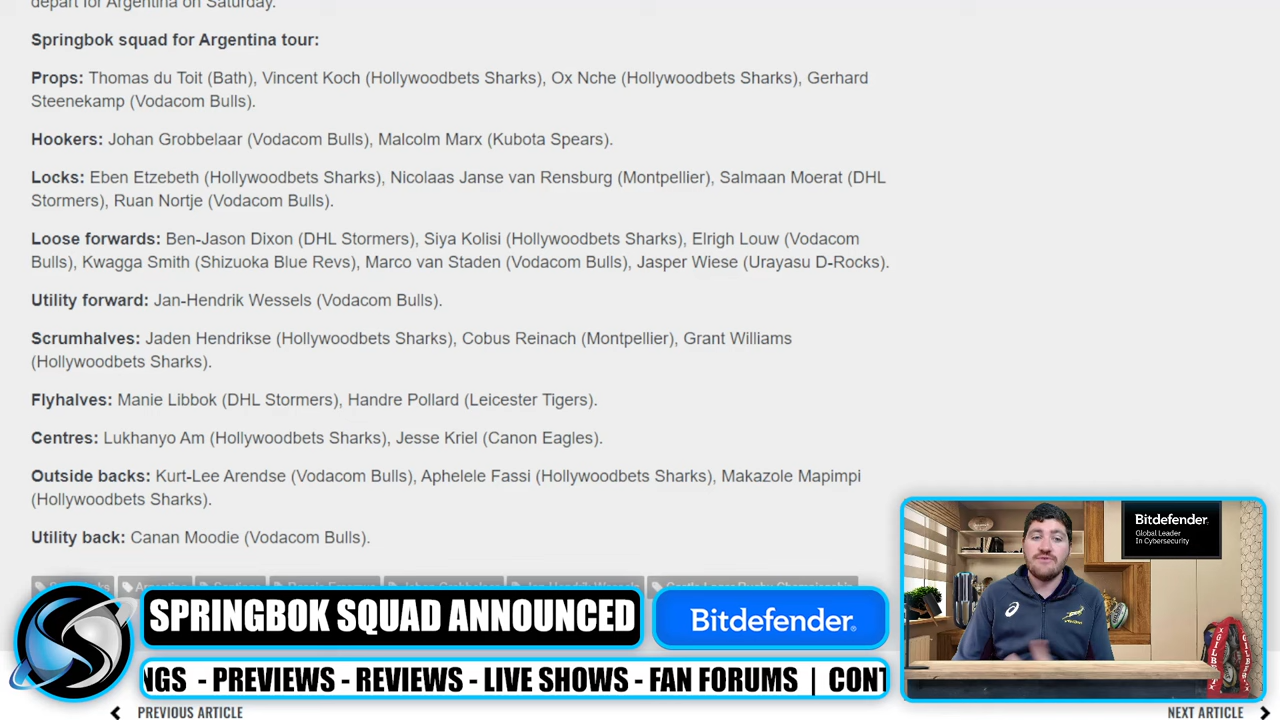 depart for Argentina on Saturday.
Springbok squad for Argentina tour:
Props: Thomas du Toit (Bath), Vincent Koch (Hollywoodbets Sharks), Ox Nche (Hollywoodbets Sharks), Gerhard
Steenekamp (Vodacom Bulls).
Hookers: Johan Grobbelaar (Vodacom Bulls), Malcolm Marx (Kubota Spears).
Locks: Eben Etzebeth (Hollywoodbets Sharks), Nicolaas Janse van Rensburg (Montpellier), Salmaan Moerat (DHL
Stormers), Ruan Nortje (Vodacom Bulls).
Loose forwards: Ben-Jason Dixon (DHL Stormers), Siya Kolisi (Hollywoodbets Sharks), Elrigh Louw (Vodacom
Bulls), Kwagga Smith (Shizuoka Blue Revs), Marco van Staden (Vodacom Bulls), Jasper Wiese (Urayasu D-Rocks).
Utility forward: Jan-Hendrik Wessels (Vodacom Bulls).
Scrumhalves: Jaden Hendrikse (Hollywoodbets Sharks), Cobus Reinach (Montpellier), Grant Williams
(Hollywoodbets Sharks).
Flyhalves: Manie Libbok (DHL Stormers), Handre Pollard (Leicester Tigers).
Centres: Lukhanyo Am (Hollywoodbets Sharks), Jesse Kriel (Canon Eagles).
Outside backs: Kurt-Lee Arendse (Vodacom Bulls), Aphelele Fassi (Hollywoodbets Sharks), Makazole Mapimpi
(Hollywoodbets Sharks).
Utility back: Canan Moodie (Vodacom Bulls).
Bitdefender
Global Leader
In Cybersecurity
SPRINGBOK SQUAD ANNOUNCED
Bitdefender
NGS - PREVIEWS - REVIEWS - LIVE SHOWS - FAN FORUMS | CONT
PREVIOUS ARTICLE
NEXT ARTICLE